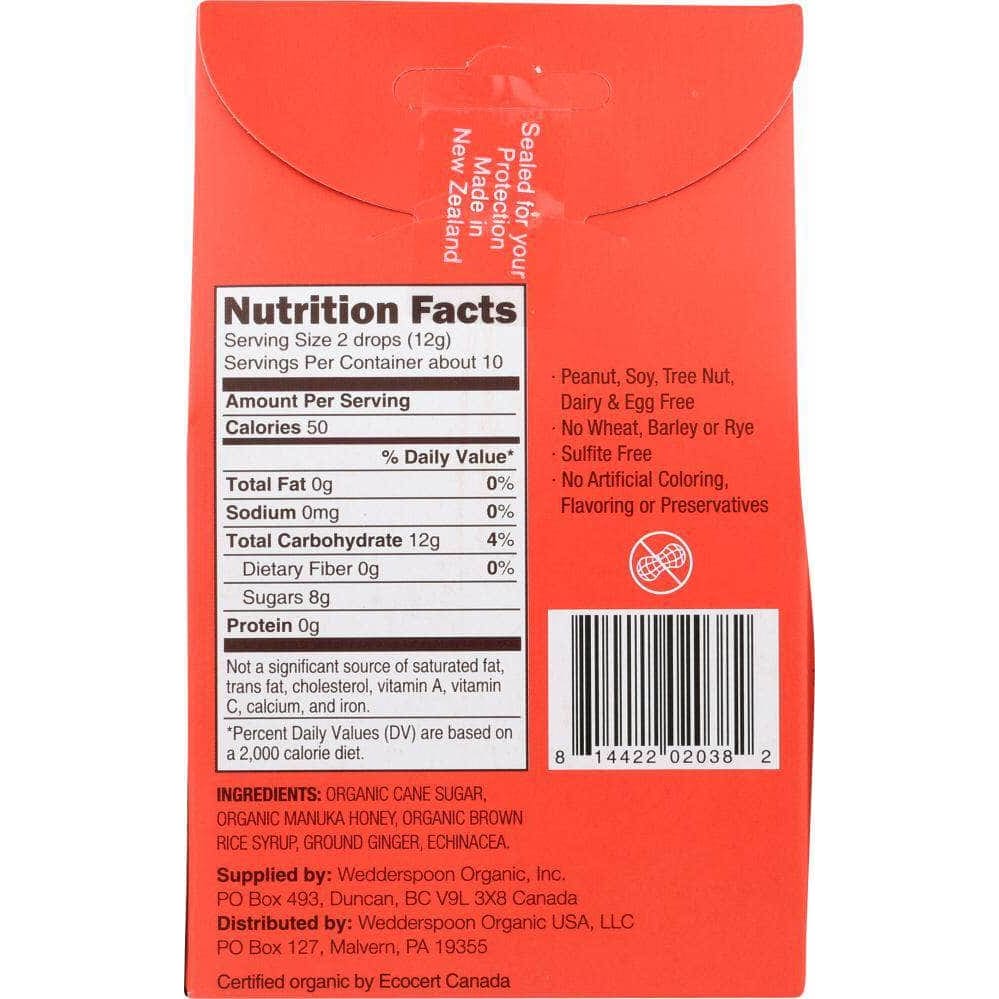 Sealed for your
Protection
Made in
New Zealand
Nutrition Facts
Serving Size 2 drops (12g)
Servings Per Container about 10
Amount Per Serving
Calories 50
% Daily Value*
Total Fat 0g 0%
Sodium 0mg 0%
Total Carbohydrate 12g 4%
Dietary Fiber 0g 0%
Sugars 8g
Protein 0g
Not a significant source of saturated fat,
trans fat, cholesterol, vitamin A, vitamin
C, calcium, and iron.
*Percent Daily Values (DV) are based on
a 2,000 calorie diet.
· Peanut, Soy, Tree Nut,
Dairy & Egg Free
· No Wheat, Barley or Rye
· Sulfite Free
· No Artificial Coloring,
Flavoring or Preservatives
8 14422 02038 2
INGREDIENTS: ORGANIC CANE SUGAR,
ORGANIC MANUKA HONEY, ORGANIC BROWN
RICE SYRUP, GROUND GINGER, ECHINACEA.
Supplied by: Wedderspoon Organic, Inc.
PO Box 493, Duncan, BC V9L 3X8 Canada
Distributed by: Wedderspoon Organic USA, LLC
PO Box 127, Malvern, PA 19355
Certified organic by Ecocert Canada